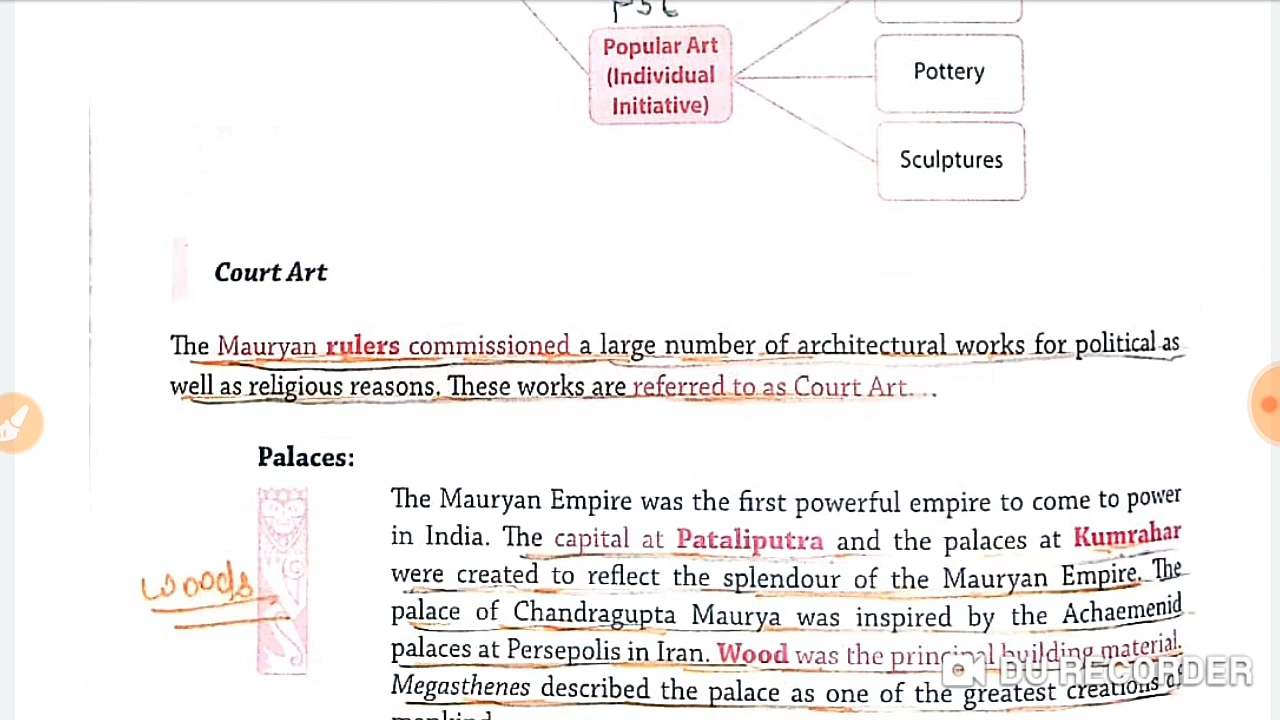 PSC
Popular Art
(Individual
Initiative)
Pottery
Sculptures
Court Art
The Mauryan rulers commissioned a large number of architectural works for political as
well as religious reasons. These works are referred to as Court Art...
Palaces:
The Mauryan Empire was the first powerful empire to come to power
in India. The capital at Pataliputra and the palaces at Kumrahar
were created to reflect the splendour of the Mauryan Empire. The
palace of Chandragupta Maurya was inspired by the Achaemenid
palaces at Persepolis in Iran. Wood was the principal building material.
Megasthenes described the palace as one of the greatest creations of
mankind
woods
DU RECORDER